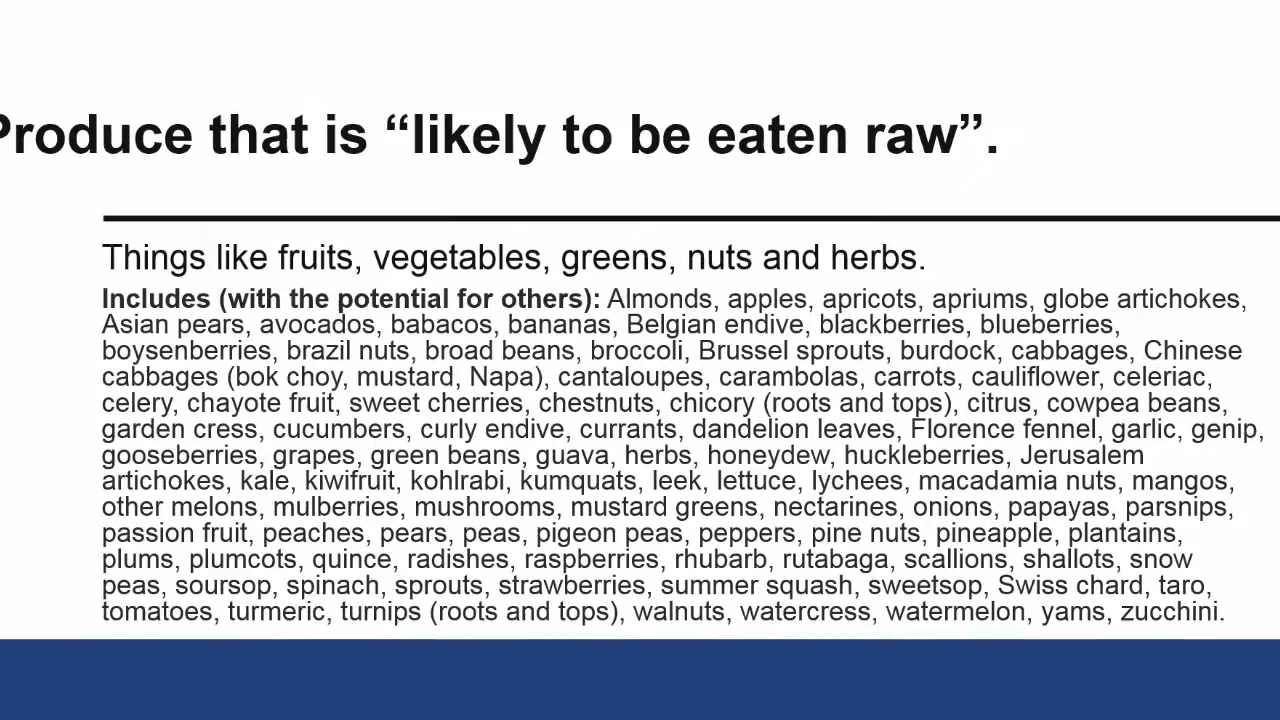 Produce that is “likely to be eaten raw”.
Things like fruits, vegetables, greens, nuts and herbs.
Includes (with the potential for others): Almonds, apples, apricots, apriums, globe artichokes,
Asian pears, avocados, babacos, bananas, Belgian endive, blackberries, blueberries,
boysenberries, brazil nuts, broad beans, broccoli, Brussel sprouts, burdock, cabbages, Chinese
cabbages (bok choy, mustard, Napa), cantaloupes, carambolas, carrots, cauliflower, celeriac,
celery, chayote fruit, sweet cherries, chestnuts, chicory (roots and tops), citrus, cowpea beans,
garden cress, cucumbers, curly endive, currants, dandelion leaves, Florence fennel, garlic, genip,
gooseberries, grapes, green beans, guava, herbs, honeydew, huckleberries, Jerusalem
artichokes, kale, kiwifruit, kohlrabi, kumquats, leek, lettuce, lychees, macadamia nuts, mangos,
other melons, mulberries, mushrooms, mustard greens, nectarines, onions, papayas, parsnips,
passion fruit, peaches, pears, peas, pigeon peas, peppers, pine nuts, pineapple, plantains,
plums, plumcots, quince, radishes, raspberries, rhubarb, rutabaga, scallions, shallots, snow
peas, soursop, spinach, sprouts, strawberries, summer squash, sweetsop, Swiss chard, taro,
tomatoes, turmeric, turnips (roots and tops), walnuts, watercress, watermelon, yams, zucchini.